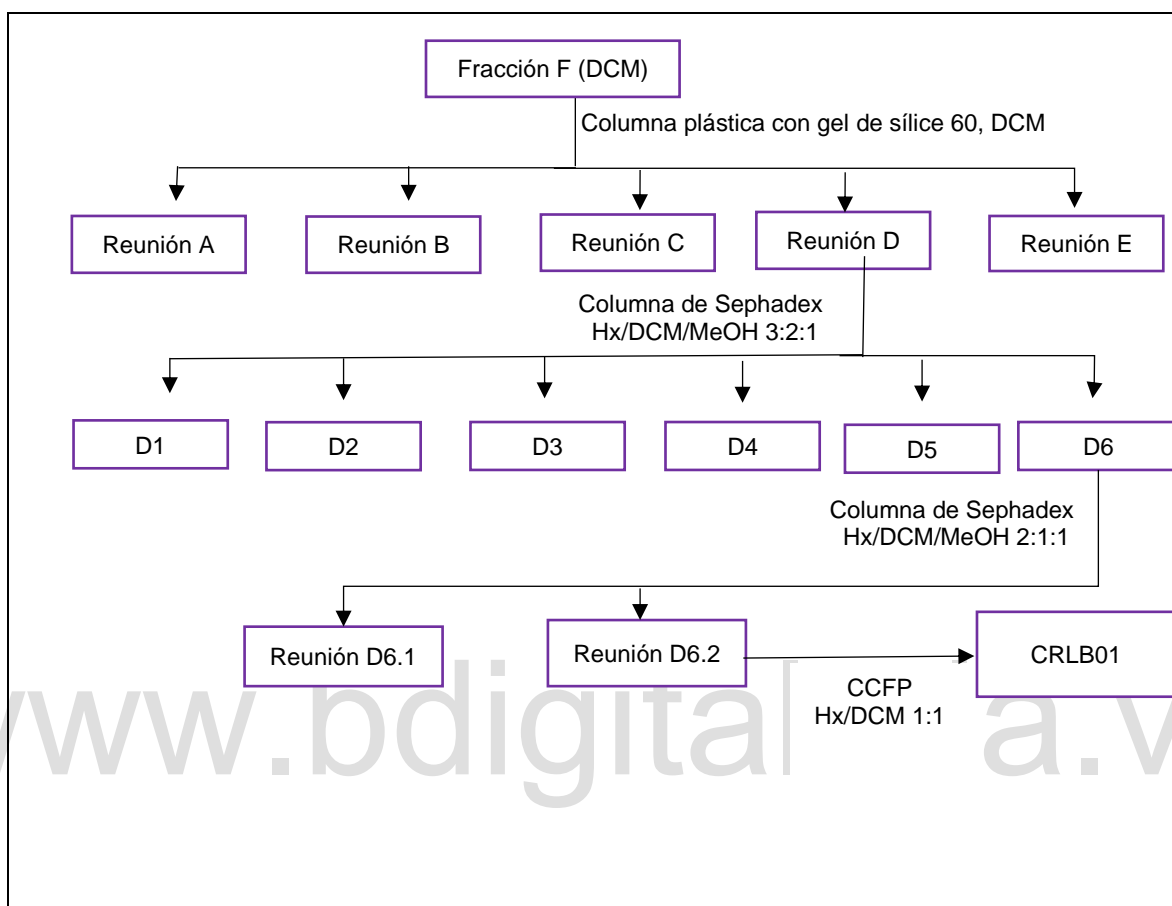 Fracción F (DCM)
Columna plástica con gel de sílice 60, DCM
Reunión A
Reunión B
Reunión C
Reunión D
Reunión E
Columna de Sephadex
Hx/DCM/MeOH 3:2:1
D1
D2
D3
D4
D5
D6
Columna de Sephadex
Hx/DCM/MeOH 2:1:1
Reunión D6.1
Reunión D6.2
CRLB01
CCFP
Hx/DCM 1:1
www.bdigital a.v